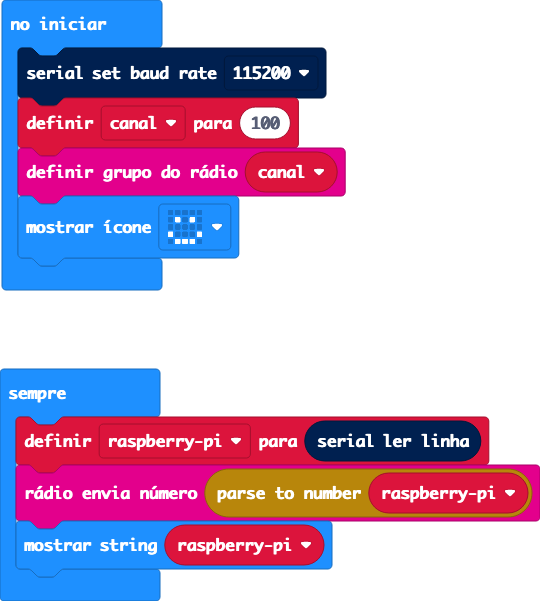 no iniciar
serial set baud rate 115200
definir canal para 100
definir grupo do rádio canal
mostrar ícone
sempre
definir raspberry-pi para serial ler linha
rádio envia número parse to number raspberry-pi
mostrar string raspberry-pi